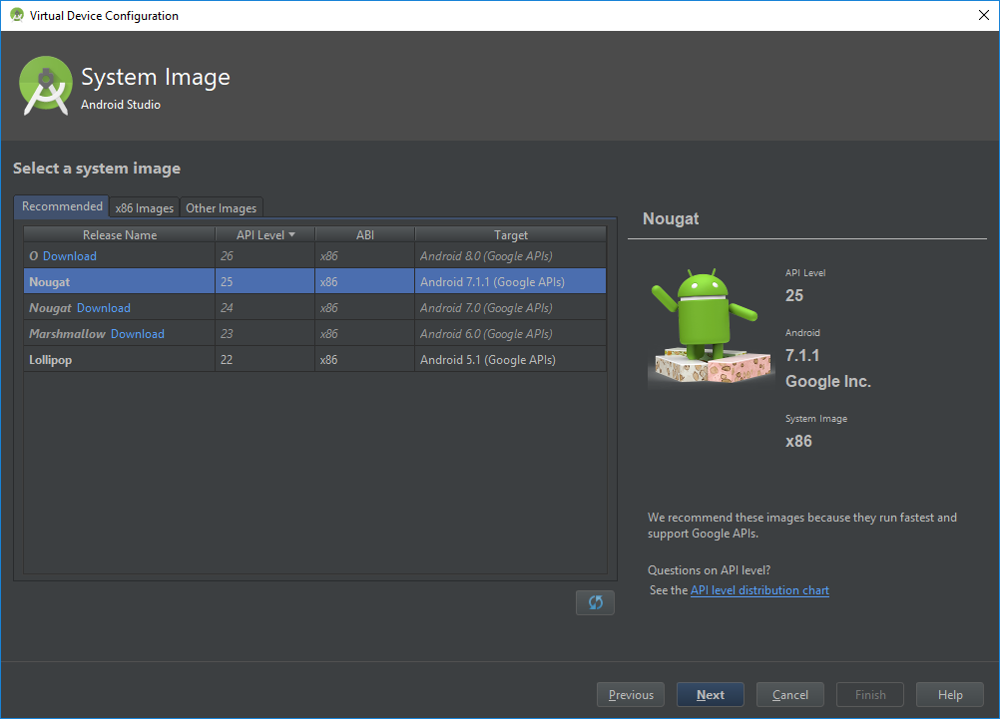 Virtual Device Configuration
System Image
Android Studio
Select a system image
Recommended x86 Images Other Images
Release Name API Level ABI Target
O Download 26 x86 Android 8.0 (Google APIs)
Nougat 25 x86 Android 7.1.1 (Google APIs)
Nougat Download 24 x86 Android 7.0 (Google APIs)
Marshmallow Download 23 x86 Android 6.0 (Google APIs)
Lollipop 22 x86 Android 5.1 (Google APIs)
Nougat
API Level
25
Android
7.1.1
Google Inc.
System Image
x86
We recommend these images because they run fastest and
support Google APIs.
Questions on API level?
See the API level distribution chart
Previous Next Cancel Finish Help